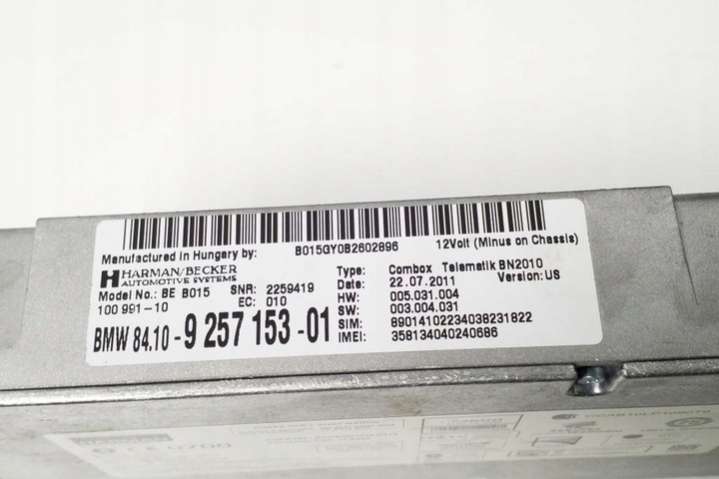 B015GY0B2602896
12Volt (Minus on Chassis)
Manufactured in Hungary by:
HARMAN/BECKER
AUTOMOTIVE SYSTEMS
Model No.: BE B015
SNR: 2259419
100 991-10
EC: 010
BMW 84.10-9 257 153-01
Type: Combox Telematik BN2010
Date: 22.07.2011
Version: US
HW: 005.031.004
SW: 003.004.031
SIM: 89014102234038231822
IMEI: 358134040240686